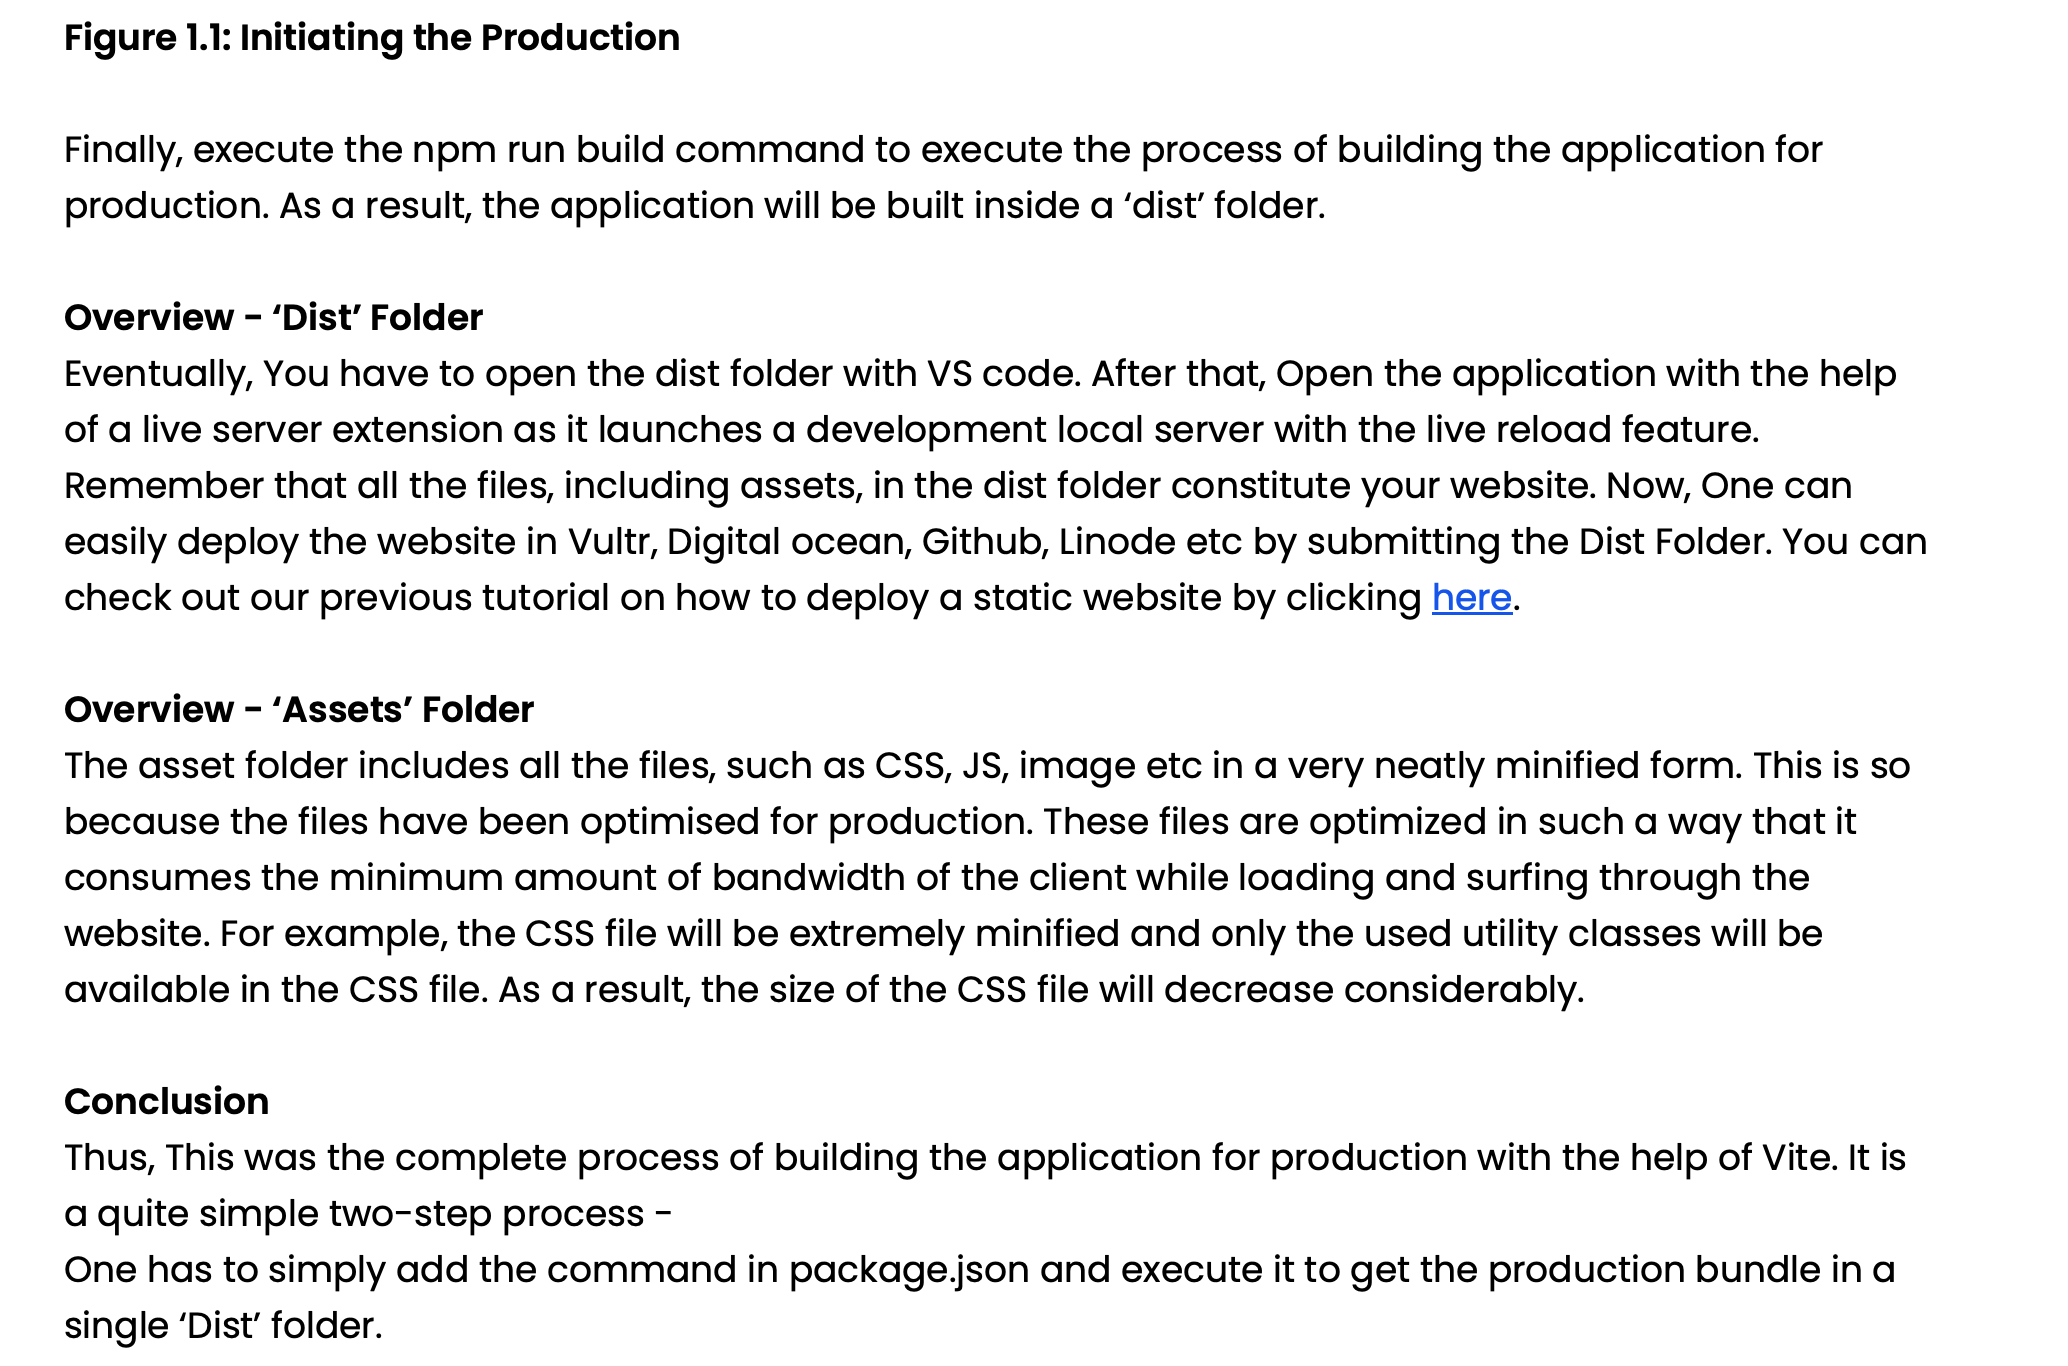 Figure 1.1: Initiating the Production
Finally, execute the npm run build command to execute the process of building the application for
production. As a result, the application will be built inside a ‘dist’ folder.
Overview - ‘Dist’ Folder
Eventually, You have to open the dist folder with VS code. After that, Open the application with the help
of a live server extension as it launches a development local server with the live reload feature.
Remember that all the files, including assets, in the dist folder constitute your website. Now, One can
easily deploy the website in Vultr, Digital ocean, Github, Linode etc by submitting the Dist Folder. You can
check out our previous tutorial on how to deploy a static website by clicking here.
Overview - ‘Assets’ Folder
The asset folder includes all the files, such as CSS, JS, image etc in a very neatly minified form. This is so
because the files have been optimised for production. These files are optimized in such a way that it
consumes the minimum amount of bandwidth of the client while loading and surfing through the
website. For example, the CSS file will be extremely minified and only the used utility classes will be
available in the CSS file. As a result, the size of the CSS file will decrease considerably.
Conclusion
Thus, This was the complete process of building the application for production with the help of Vite. It is
a quite simple two-step process -
One has to simply add the command in package.json and execute it to get the production bundle in a
single ‘Dist’ folder.